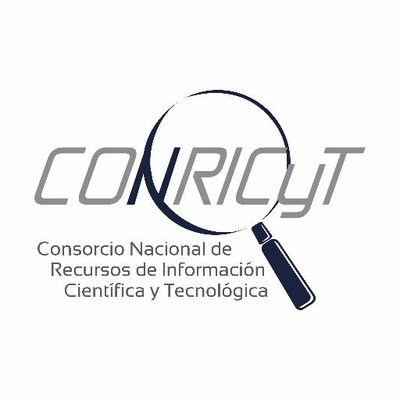 CONRICyT
Consorcio Nacional de
Recursos de Información
Científica y Tecnológica